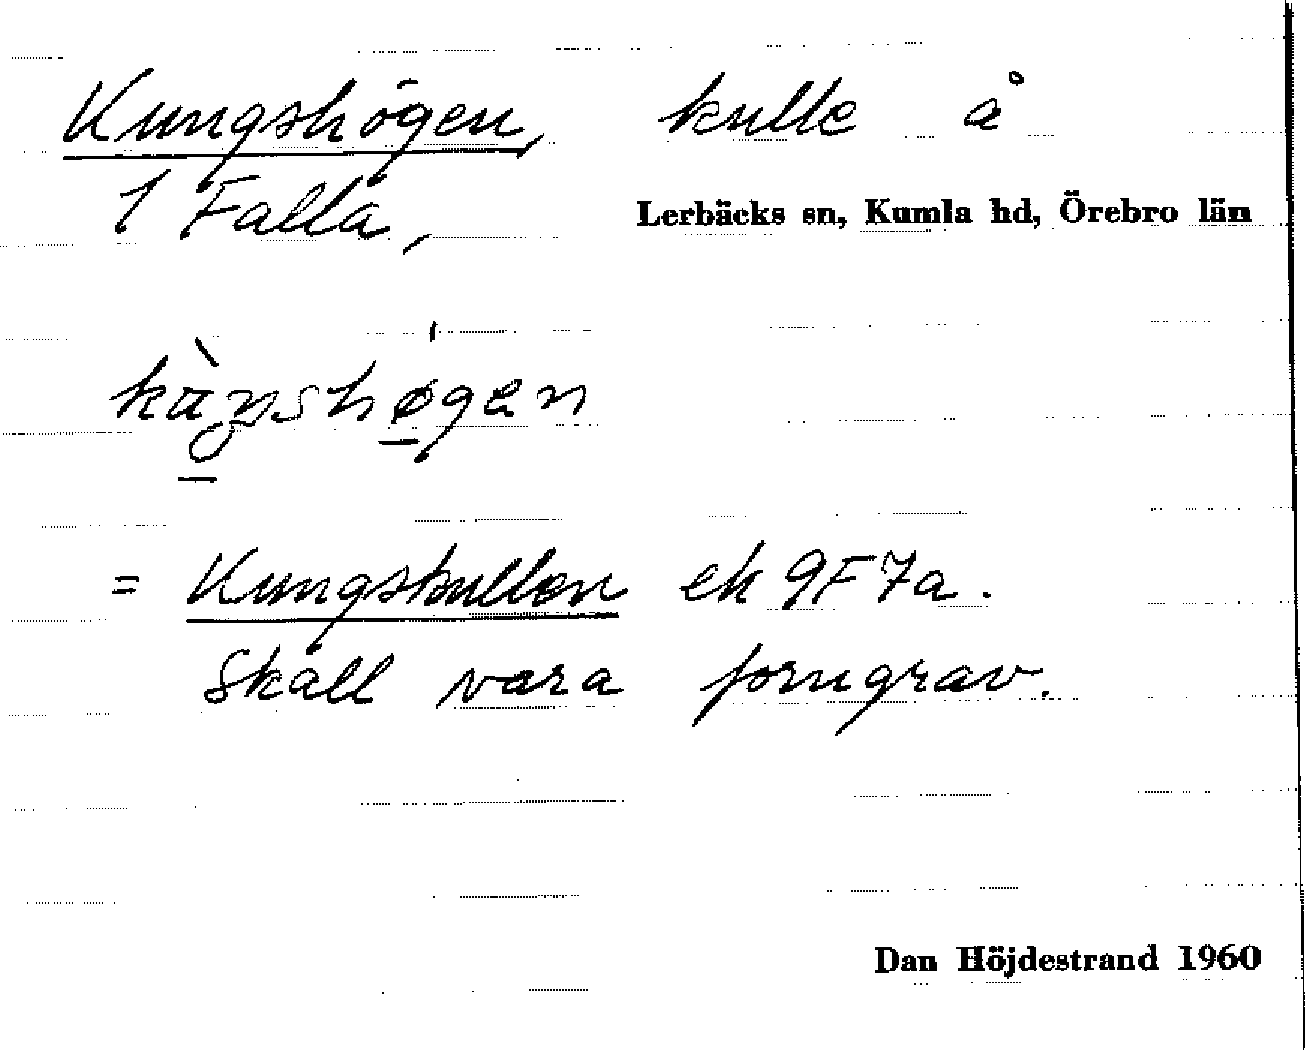 Kungshögen, kulle å
1 Falla, Lerbäcks sn, Kumla hd, Örebro län
= Kungskullen ek 9F7a.
Skall vara forngrav.
Dan Höjdestrand 1960